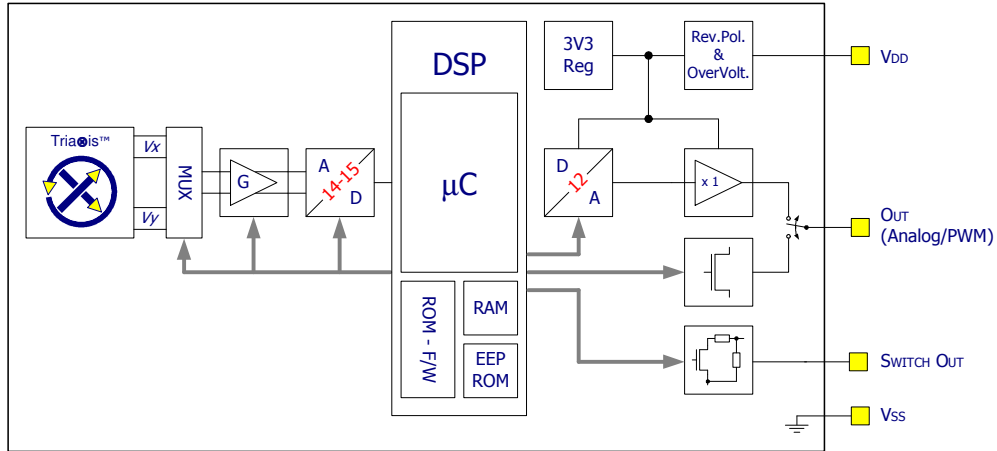 Triaxis™
Vx
Vy
MUX
G
A
14-15
D
DSP
µC
ROM - F/W
RAM
EEP
ROM
3V3
Reg
Rev.Pol.
&
OverVolt.
D
12
A
x 1
VDD
OUT
(Analog/PWM)
SWITCH OUT
VSS